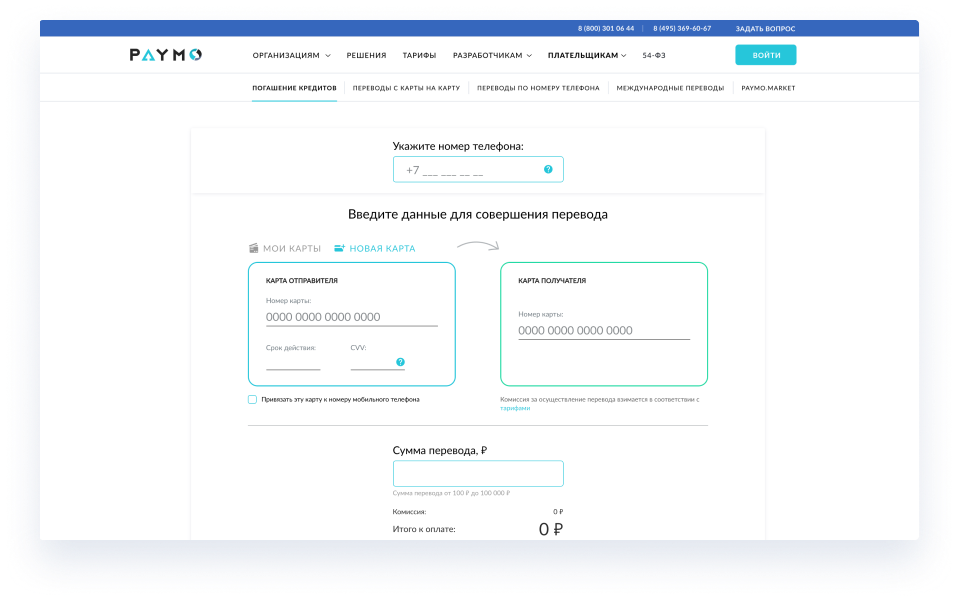 8 (800) 301 06 44 | 8 (495) 369-60-67 ЗАДАТЬ ВОПРОС
PAYMO ОРГАНИЗАЦИЯМ РЕШЕНИЯ ТАРИФЫ РАЗРАБОТЧИКАМ ПЛАТЕЛЬЩИКАМ 54-ФЗ ВОЙТИ
ПОГАШЕНИЕ КРЕДИТОВ ПЕРЕВОДЫ С КАРТЫ НА КАРТУ ПЕРЕВОДЫ ПО НОМЕРУ ТЕЛЕФОНА МЕЖДУНАРОДНЫЕ ПЕРЕВОДЫ PAYMO.MARKET
Укажите номер телефона:
+7 ___ ___ __ __ ?
Введите данные для совершения перевода
МОИ КАРТЫ НОВАЯ КАРТА
КАРТА ОТПРАВИТЕЛЯ
Номер карты:
0000 0000 0000 0000
Срок действия: CVV:
?
Привязать эту карту к номеру мобильного телефона
КАРТА ПОЛУЧАТЕЛЯ
Номер карты:
0000 0000 0000 0000
Комиссия за осуществление перевода взимается в соответствии с
тарифами
Сумма перевода, ₽
Сумма перевода от 100 ₽ до 100 000 ₽
Комиссия: 0 ₽
Итого к оплате: 0 ₽